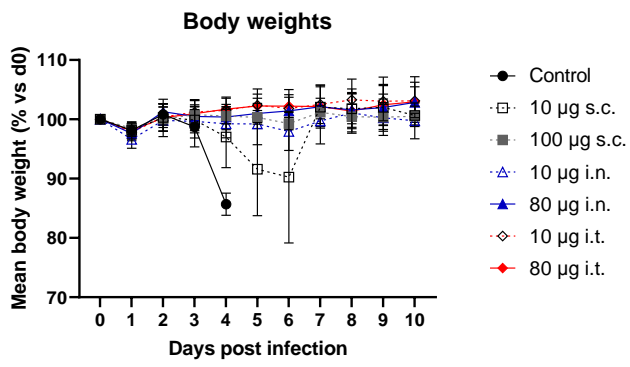 Body weights
Mean body weight (% vs d0)
110
100
90
80
70
0 1 2 3 4 5 6 7 8 9 10
Days post infection
Control
10 µg s.c.
100 µg s.c.
10 µg i.n.
80 µg i.n.
10 µg i.t.
80 µg i.t.